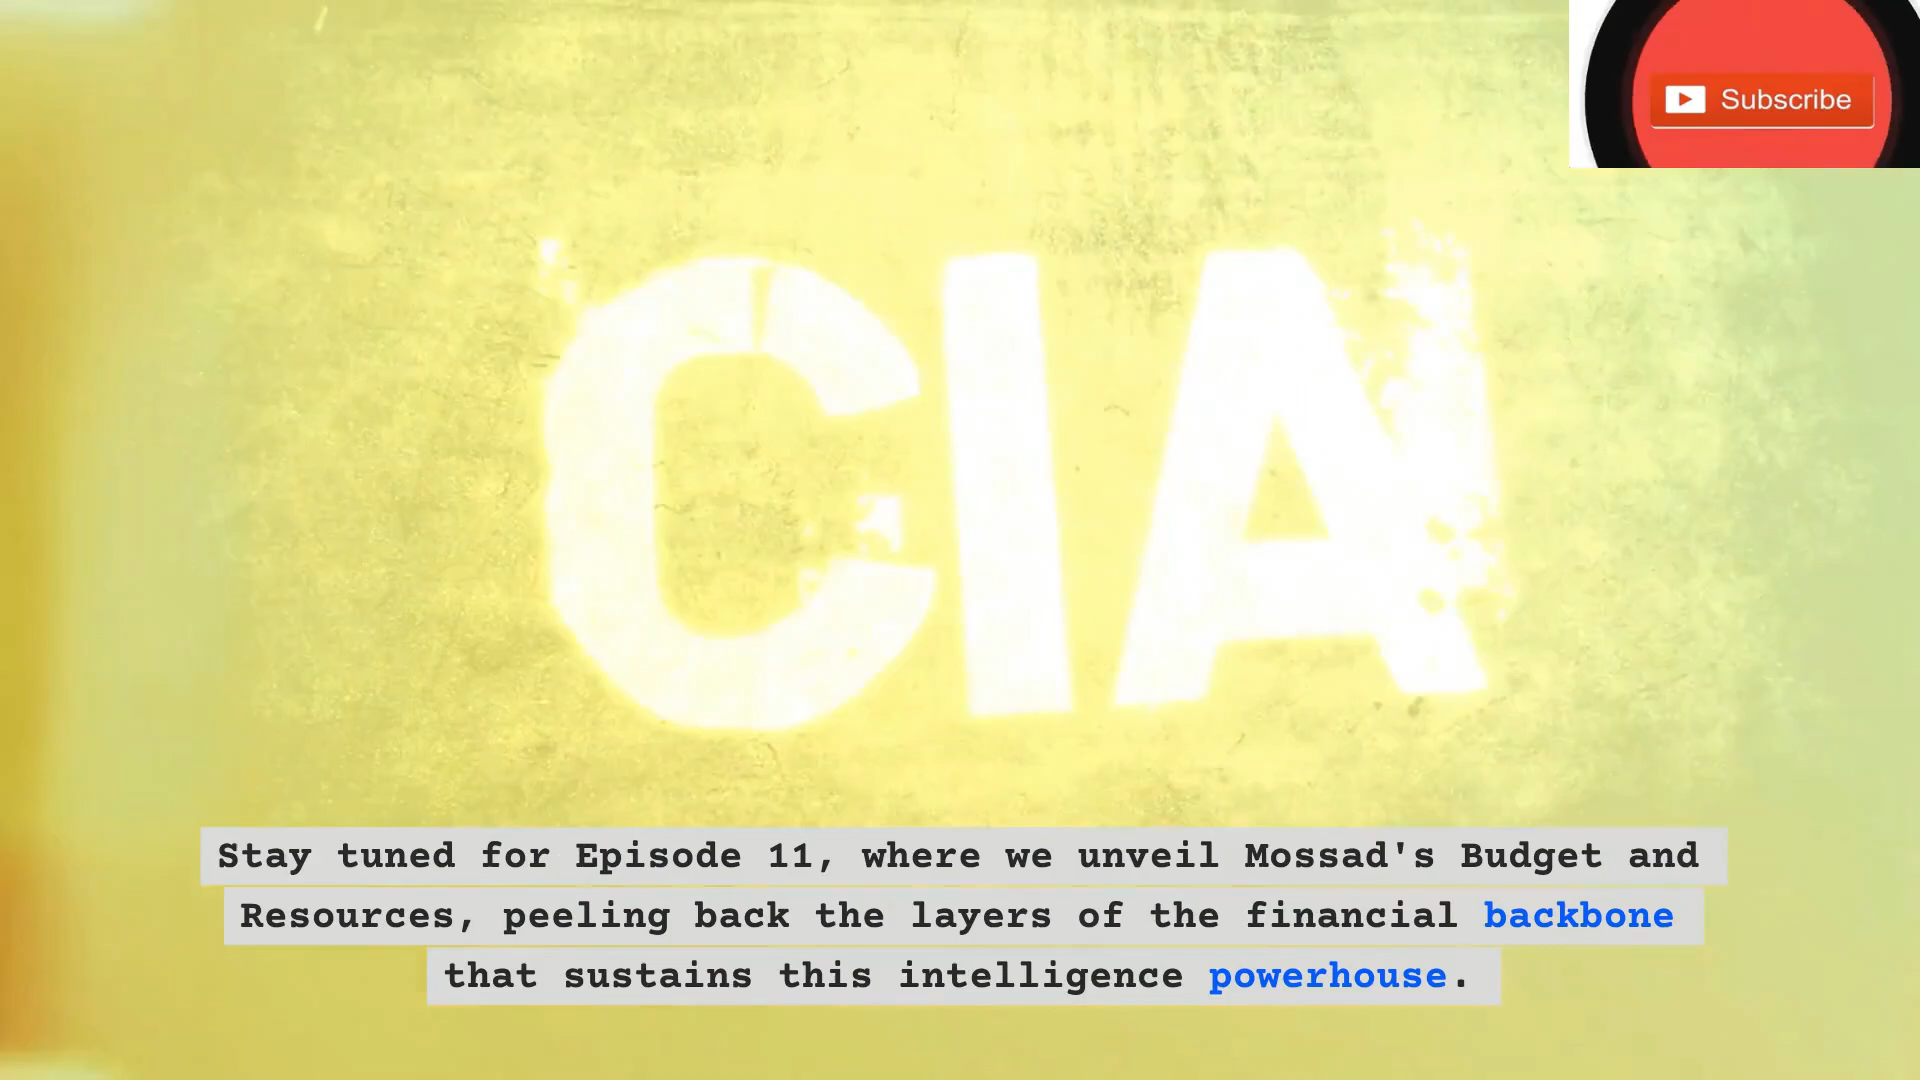 Subscribe
CIA
Stay tuned for Episode 11, where we unveil Mossad's Budget and
Resources, peeling back the layers of the financial backbone
that sustains this intelligence powerhouse.